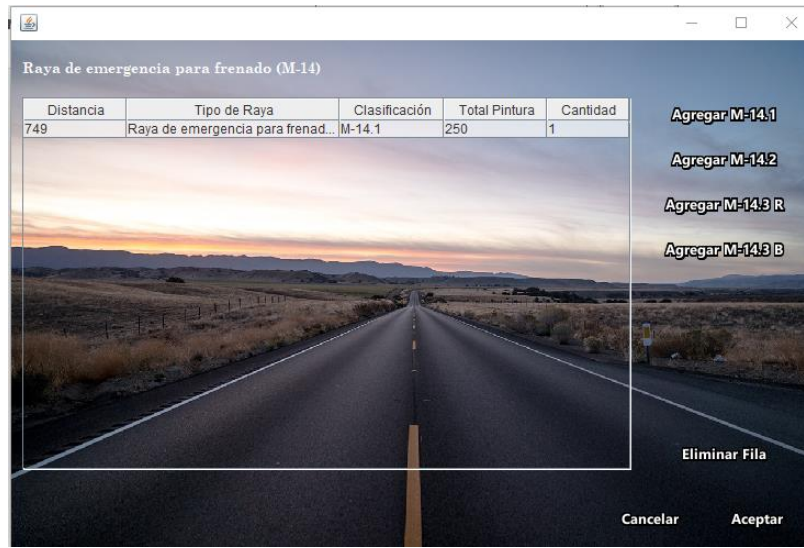 Raya de emergencia para frenado (M-14)
Distancia Tipo de Raya Clasificación Total Pintura Cantidad
749 Raya de emergencia para frenad... M-14.1 250 1
Agregar M-14.1
Agregar M-14.2
Agregar M-14.3 R
Agregar M-14.3 B
Eliminar Fila
Cancelar Aceptar